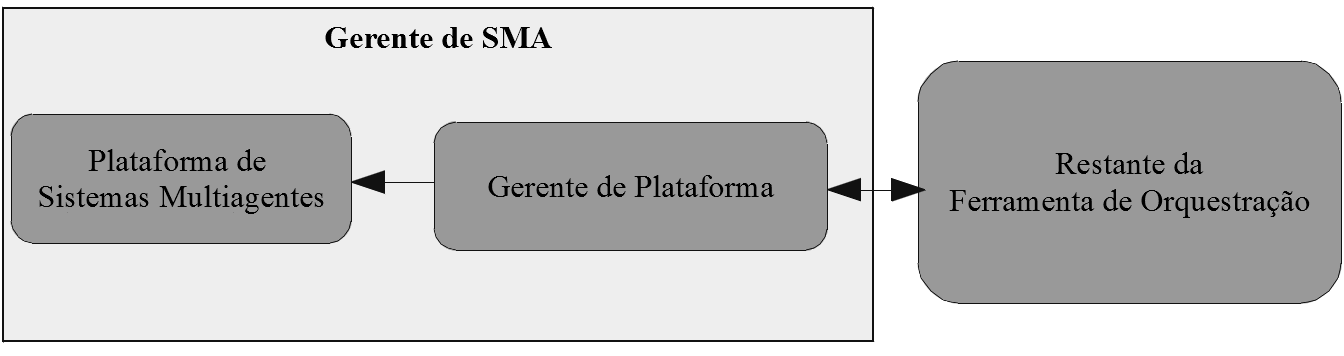 Gerente de SMA
Plataforma de
Sistemas Multiagentes
Gerente de Plataforma
Restante da
Ferramenta de Orquestração